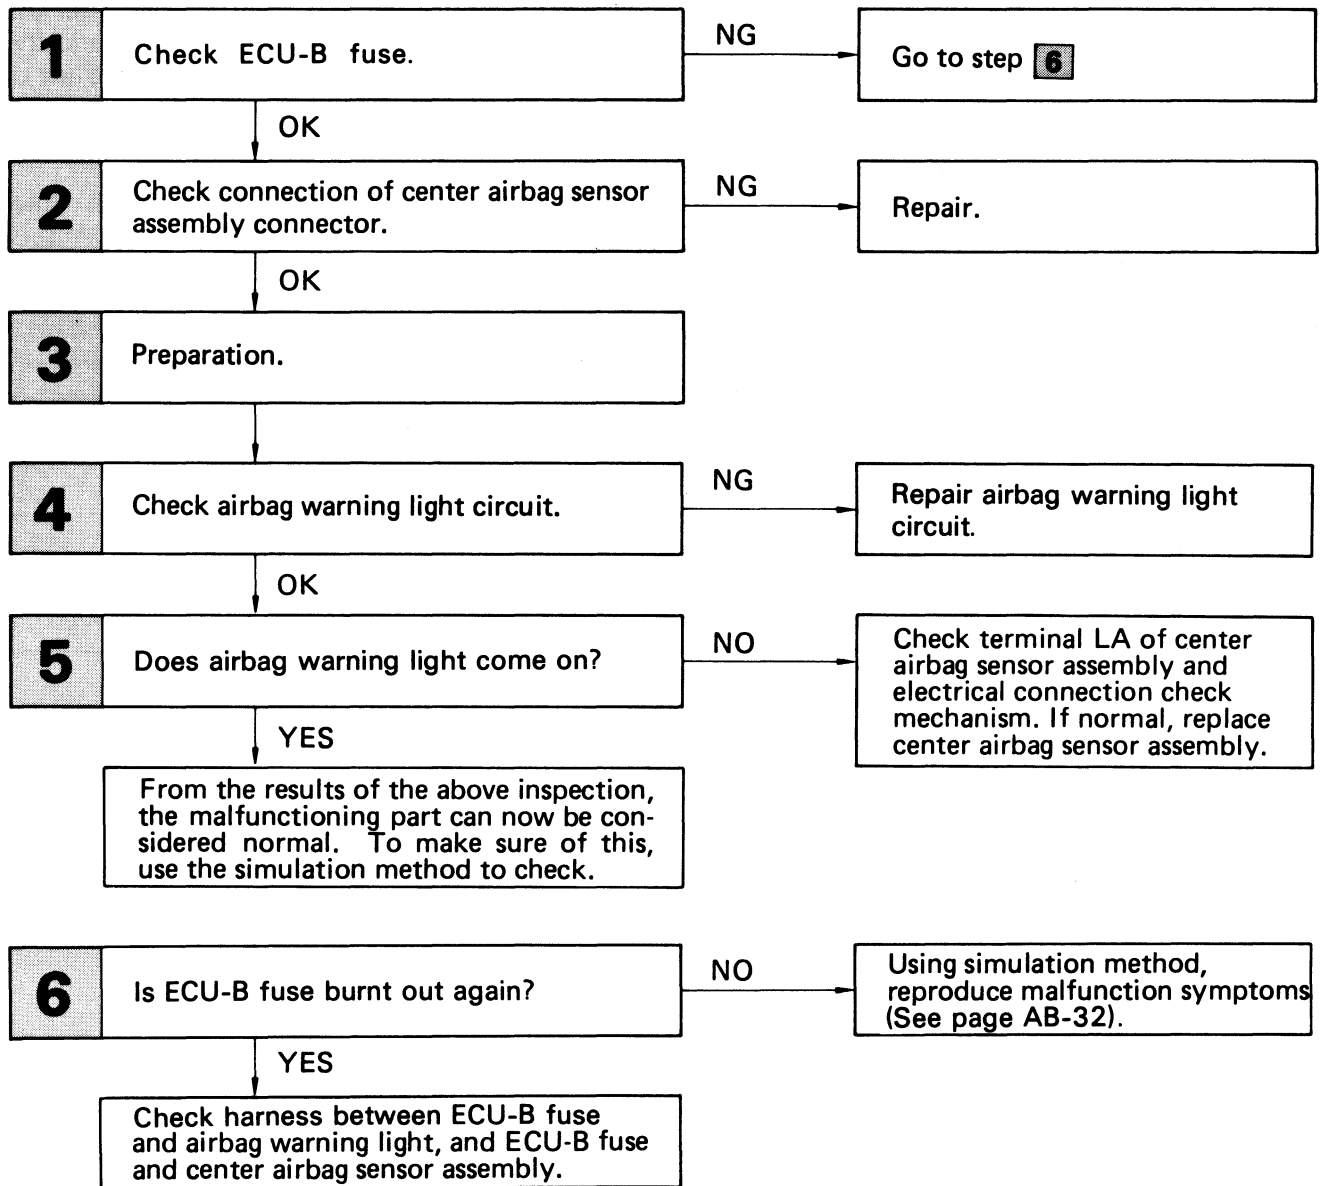 1
Check ECU-B fuse.
NG
Go to step 6
OK
2
Check connection of center airbag sensor
assembly connector.
NG
Repair.
OK
3
Preparation.
4
Check airbag warning light circuit.
NG
Repair airbag warning light
circuit.
OK
5
Does airbag warning light come on?
NO
Check terminal LA of center
airbag sensor assembly and
electrical connection check
mechanism. If normal, replace
center airbag sensor assembly.
YES
From the results of the above inspection,
the malfunctioning part can now be con-
sidered normal. To make sure of this,
use the simulation method to check.
6
Is ECU-B fuse burnt out again?
NO
Using simulation method,
reproduce malfunction symptoms
(See page AB-32).
YES
Check harness between ECU-B fuse
and airbag warning light, and ECU-B fuse
and center airbag sensor assembly.